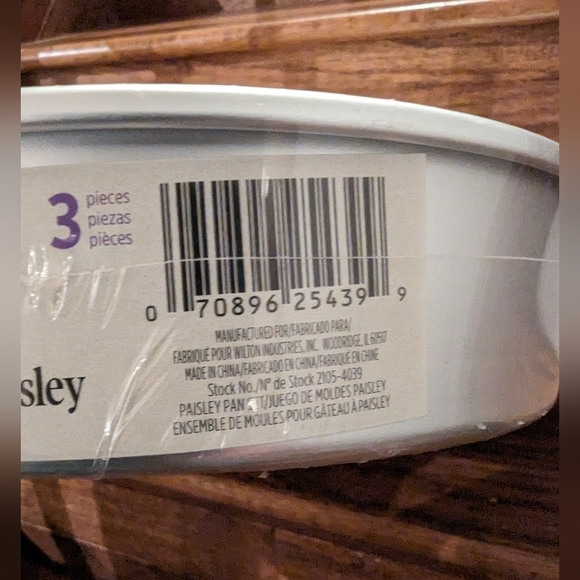 3
pieces
piezas
pièces
0 70896 25439 9
MANUFACTURED FOR/FABRICADO PARA/
FABRIQUÉ POUR WILTON INDUSTRIES, INC. WOODRIDGE, IL 60517
MADE IN CHINA/FABRICADO EN CHINA/FABRIQUÉ EN CHINE
Stock No./Nº de Stock 2105-4039
PAISLEY PAN SET/JUEGO DE MOLDES PAISLEY
ENSEMBLE DE MOULES POUR GÂTEAU À PAISLEY
sley